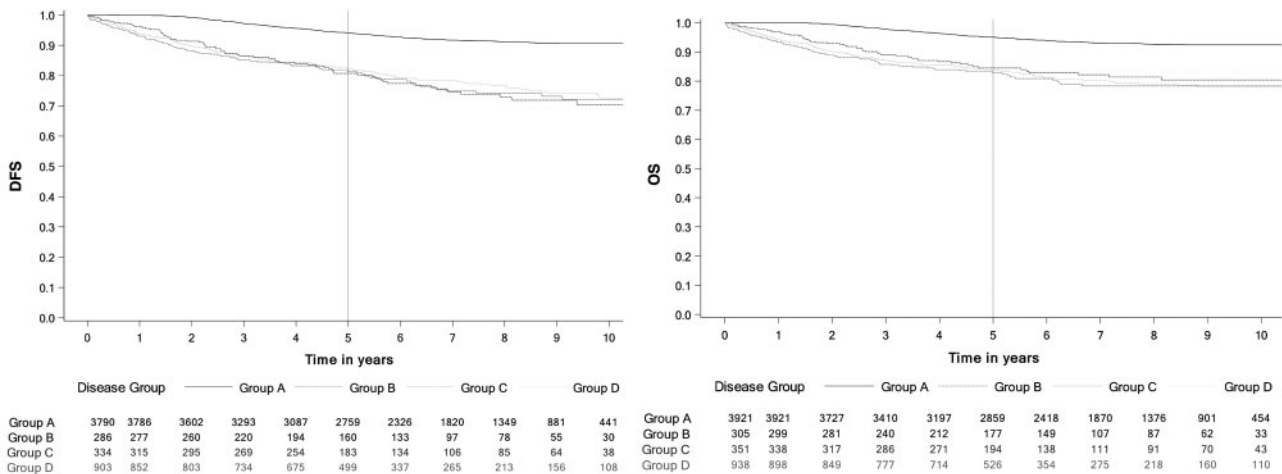 1.0
0.9
0.8
0.7
0.6
0.5
0.4
0.3
0.2
0.1
0.0
DFS
0 1 2 3 4 5 6 7 8 9 10
Time in years
Disease Group Group A Group B Group C Group D
Group A 3790 3786 3602 3293 3087 2759 2326 1820 1349 881 441
Group B 286 277 260 220 194 160 133 97 78 55 30
Group C 334 315 295 269 254 183 134 106 85 64 38
Group D 903 852 803 734 675 499 337 265 213 156 108
1.0
0.9
0.8
0.7
0.6
0.5
0.4
0.3
0.2
0.1
0.0
OS
0 1 2 3 4 5 6 7 8 9 10
Time in years
Disease Group Group A Group B Group C Group D
Group A 3921 3921 3727 3410 3197 2859 2418 1870 1376 901 454
Group B 305 299 281 240 212 177 149 107 87 62 33
Group C 351 338 317 286 271 194 138 111 91 70 43
Group D 938 898 849 777 714 526 354 275 218 160 110